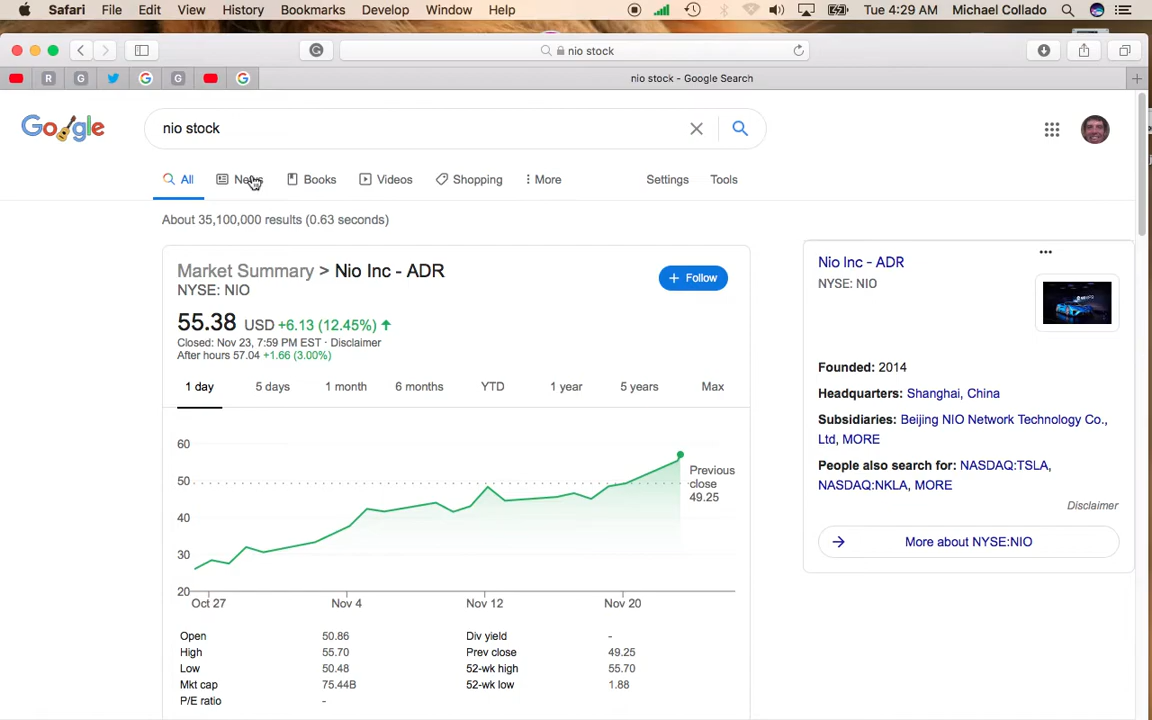 Safari File Edit View History Bookmarks Develop Window Help Tue 4:29 AM Michael Collado
nio stock
R G G
nio stock - Google Search
Google
nio stock
All News Books Videos Shopping More Settings Tools
About 35,100,000 results (0.63 seconds)
Market Summary > Nio Inc - ADR
NYSE: NIO
+ Follow
55.38 USD +6.13 (12.45%)
Closed: Nov 23, 7:59 PM EST · Disclaimer
After hours 57.04 +1.66 (3.00%)
1 day 5 days 1 month 6 months YTD 1 year 5 years Max
60
50
40
30
20
Previous
close
49.25
Oct 27 Nov 4 Nov 12 Nov 20
Open 50.86 Div yield -
High 55.70 Prev close 49.25
Low 50.48 52-wk high 55.70
Mkt cap 75.44B 52-wk low 1.88
P/E ratio -
Nio Inc - ADR
NYSE: NIO
Founded: 2014
Headquarters: Shanghai, China
Subsidiaries: Beijing NIO Network Technology Co.,
Ltd, MORE
People also search for: NASDAQ:TSLA,
NASDAQ:NKLA, MORE
Disclaimer
More about NYSE:NIO